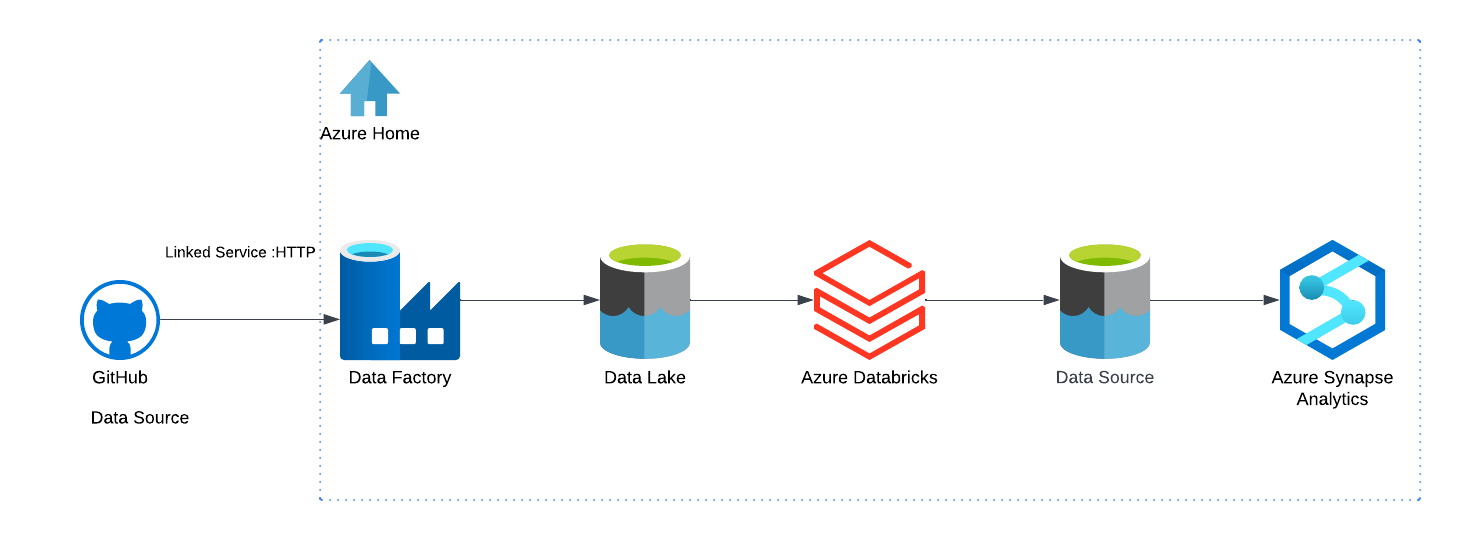 Azure Home
Linked Service :HTTP
GitHub
Data Factory
Data Lake
Azure Databricks
Data Source
Azure Synapse
Analytics
Data Source